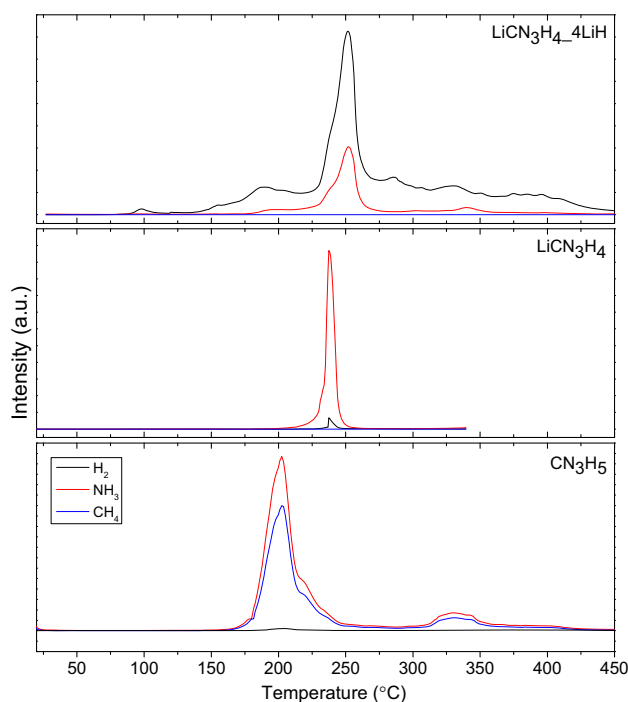 LiCN₃H₄_4LiH
LiCN₃H₄
Intensity (a.u.)
CN₃H₅
H₂
NH₃
CH₄
50 100 150 200 250 300 350 400 450
Temperature (°C)